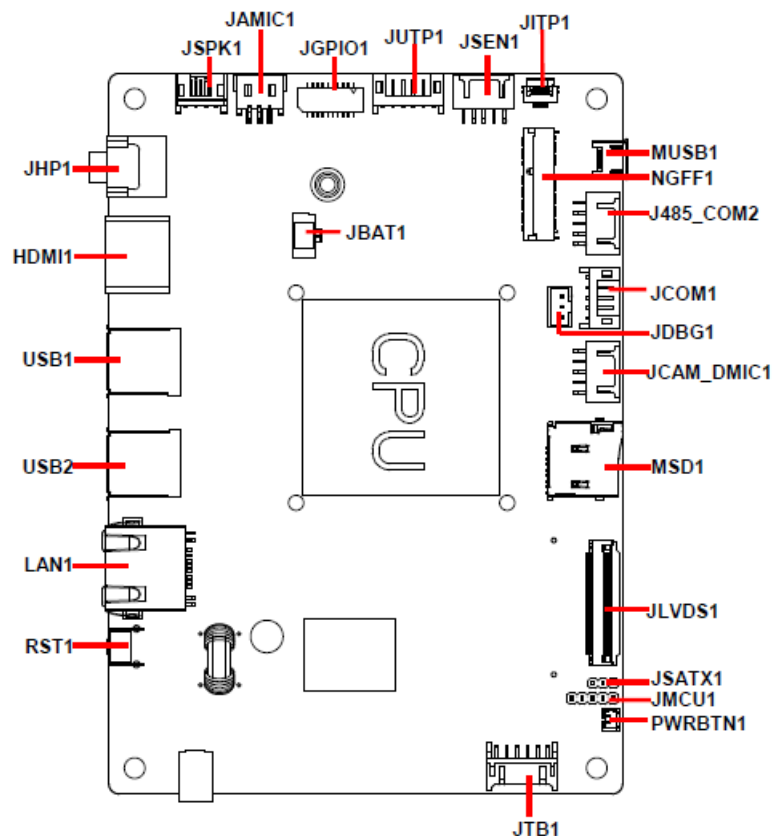 JAMIC1
JSPK1
JGPIO1
JUTP1
JSEN1
JITP1
JHP1
MUSB1
NGFF1
J485_COM2
JBAT1
HDMI1
JCOM1
JDBG1
USB1
JCAM_DMIC1
CPU
USB2
MSD1
LAN1
JLVDS1
RST1
JSATX1
JMCU1
PWRBTN1
JTB1